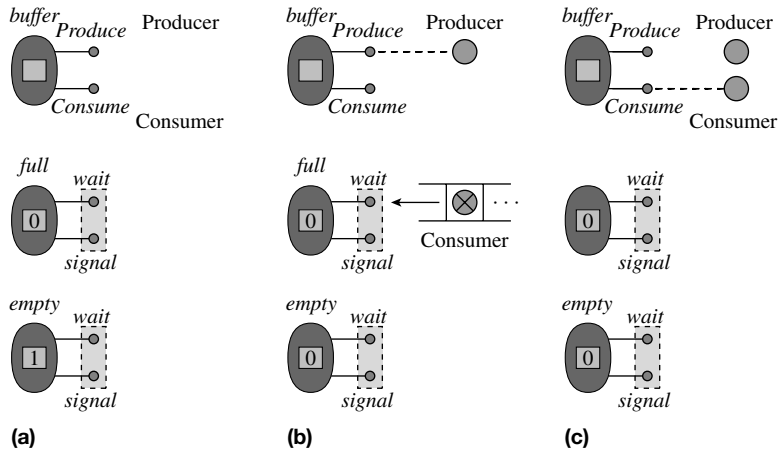 buffer
Produce
Producer
Consume
Consumer
full
wait
0
signal
empty
wait
1
signal
(a)
buffer
Produce
Producer
Consume
full
wait
0
signal
Consumer
· · ·
empty
wait
0
signal
(b)
buffer
Produce
Producer
Consume
Consumer
full
wait
0
signal
empty
wait
0
signal
(c)